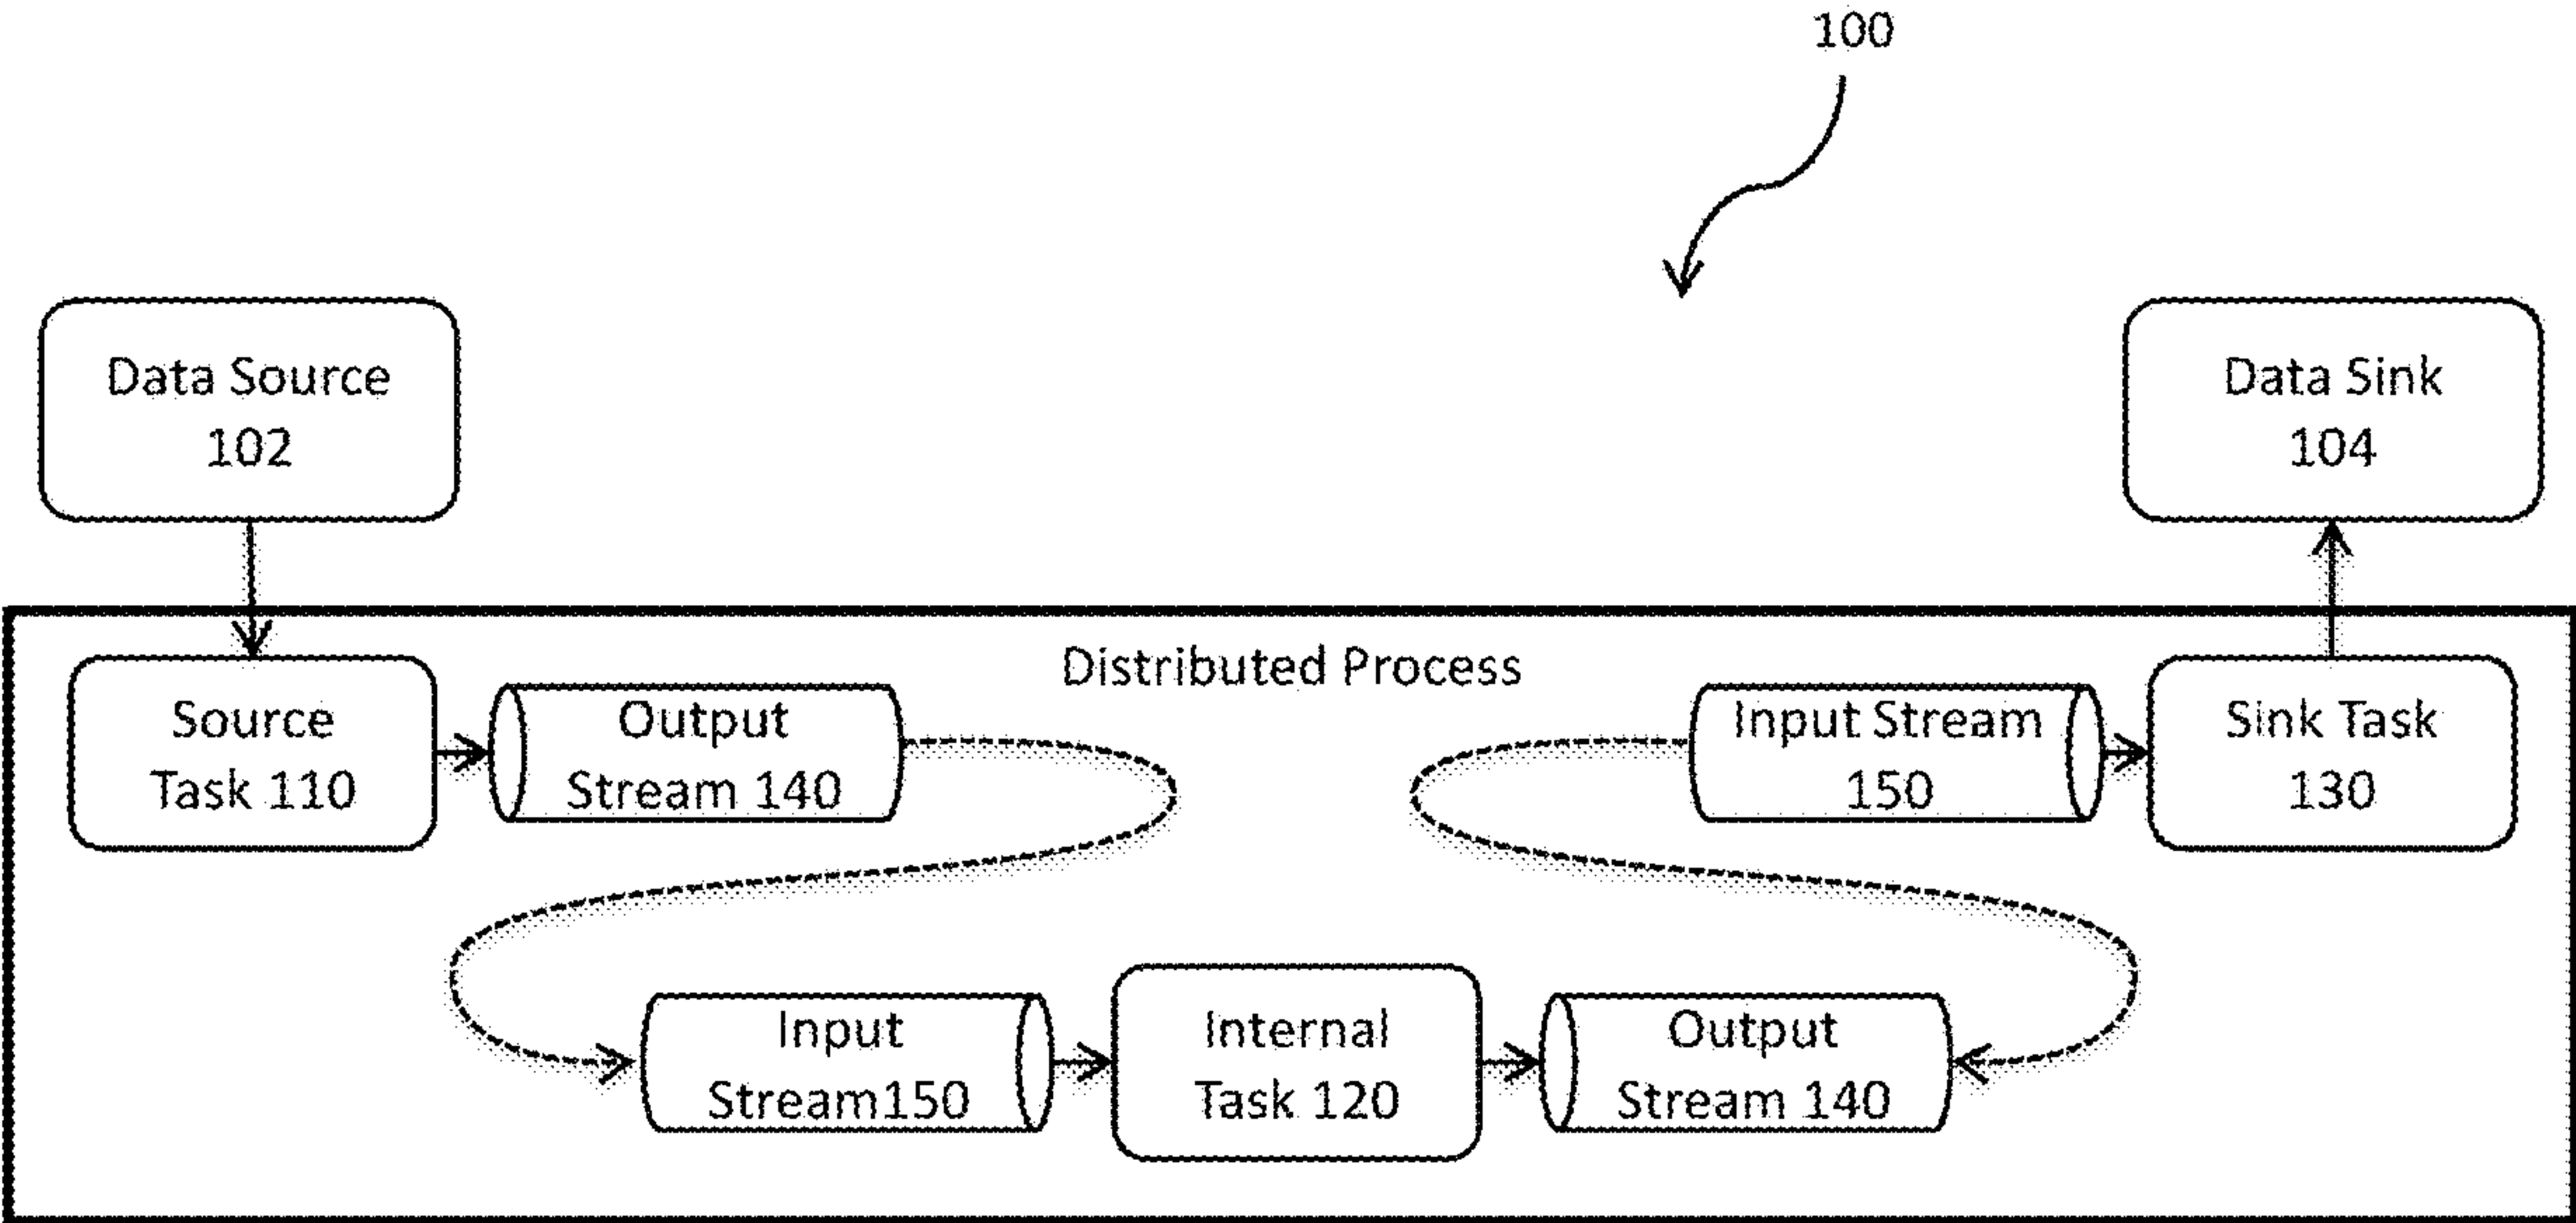 100
Data Source
102
Data Sink
104
Distributed Process
Source
Task 110
Output
Stream 140
Input Stream
150
Sink Task
130
Input
Stream150
Internal
Task 120
Output
Stream 140